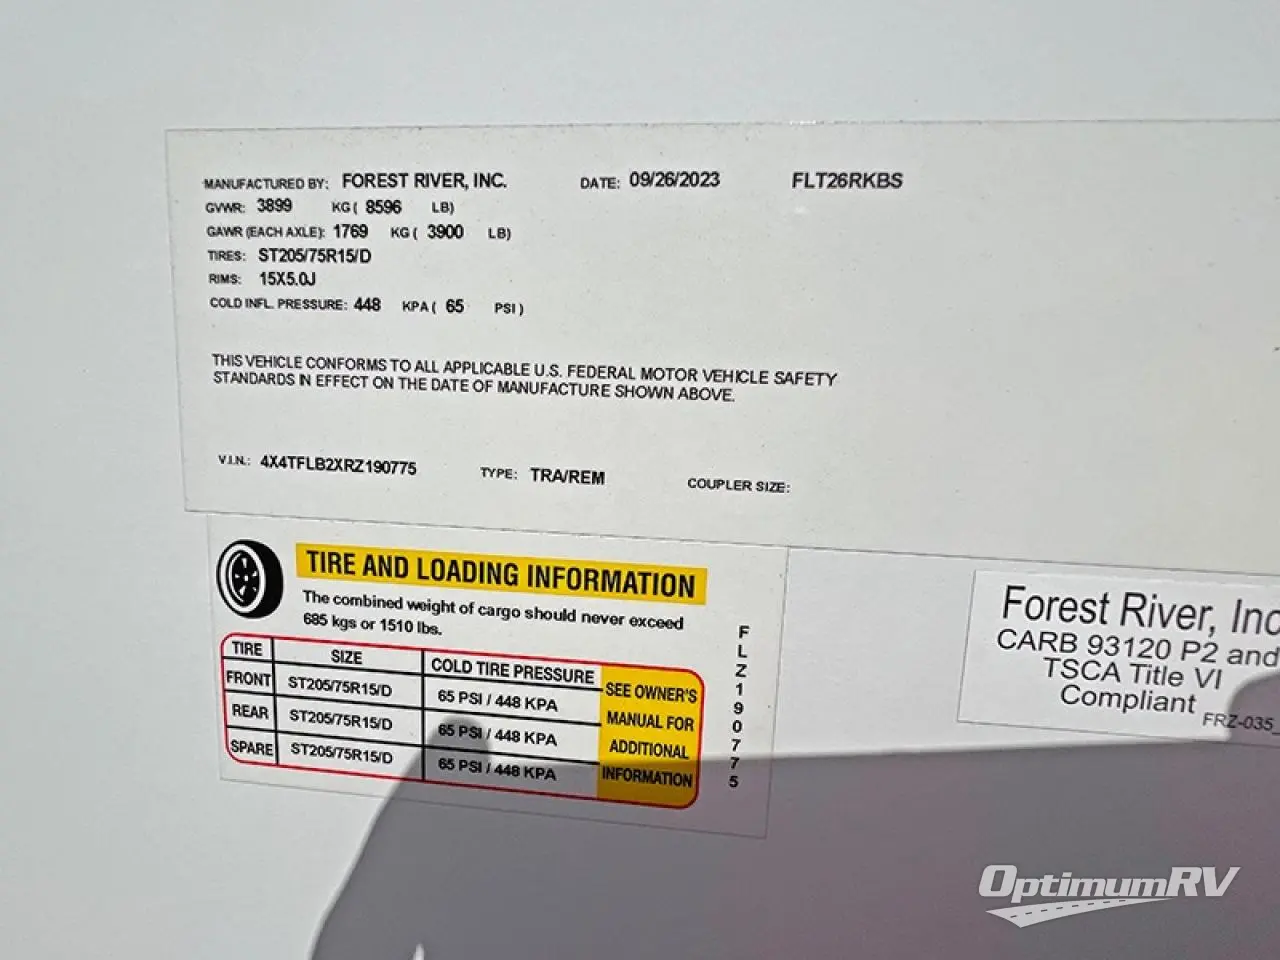 MANUFACTURED BY: FOREST RIVER, INC. DATE: 09/26/2023 FLT26RKBS
GVWR: 3899 KG( 8596 LB)
GAWR (EACH AXLE): 1769 KG( 3900 LB)
TIRES: ST205/75R15/D
RIMS: 15X5.0J
COLD INFL. PRESSURE: 448 KPA( 65 PSI)
THIS VEHICLE CONFORMS TO ALL APPLICABLE U.S. FEDERAL MOTOR VEHICLE SAFETY
STANDARDS IN EFFECT ON THE DATE OF MANUFACTURE SHOWN ABOVE.
V.I.N.: 4X4TFLB2XRZ190775 TYPE: TRA/REM COUPLER SIZE:
TIRE AND LOADING INFORMATION
The combined weight of cargo should never exceed
685 kgs or 1510 lbs.
TIRE SIZE COLD TIRE PRESSURE
FRONT ST205/75R15/D 65 PSI / 448 KPA
REAR ST205/75R15/D 65 PSI / 448 KPA
SPARE ST205/75R15/D 65 PSI / 448 KPA
SEE OWNER'S
MANUAL FOR
ADDITIONAL
INFORMATION
FLZ190775
Forest River, Inc
CARB 93120 P2 and
TSCA Title VI
Compliant
FRZ-035_
OptimumRV